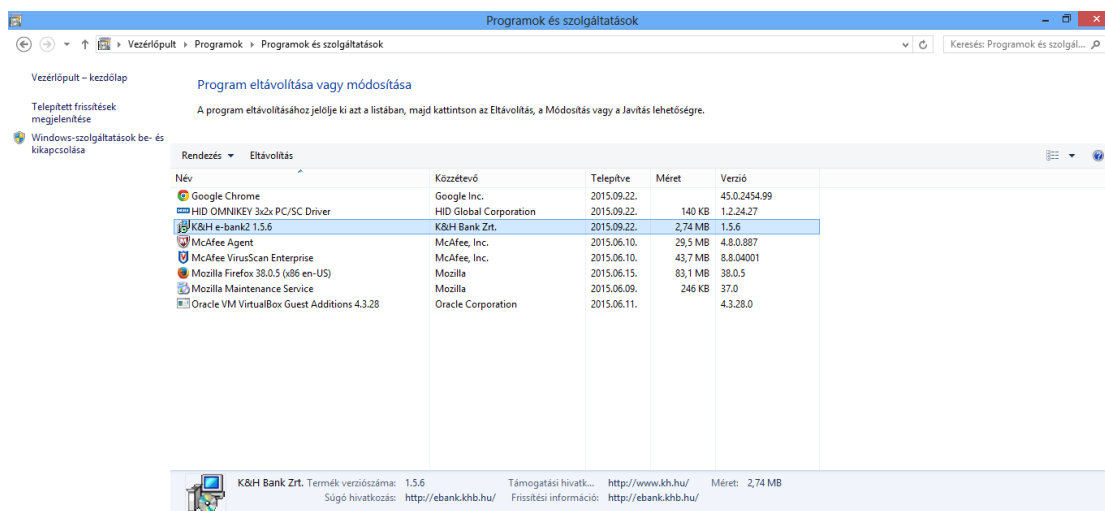 Programok és szolgáltatások
Vezérlőpult ▸ Programok ▸ Programok és szolgáltatások
Keresés: Programok és szolgál...
Vezérlőpult – kezdőlap
Telepített frissítések
megjelenítése
Windows-szolgáltatások be- és
kikapcsolása
Program eltávolítása vagy módosítása
A program eltávolításához jelölje ki azt a listában, majd kattintson az Eltávolítás, a Módosítás vagy a Javítás lehetőségre.
Rendezés Eltávolítás
Név Közzétevő Telepítve Méret Verzió
Google Chrome Google Inc. 2015.09.22. 45.0.2454.99
HID OMNIKEY 3x2x PC/SC Driver HID Global Corporation 2015.09.22. 140 KB 1.2.24.27
K&H e-bank2 1.5.6 K&H Bank Zrt. 2015.09.22. 2,74 MB 1.5.6
McAfee Agent McAfee, Inc. 2015.06.10. 29,5 MB 4.8.0.887
McAfee VirusScan Enterprise McAfee, Inc. 2015.06.10. 43,7 MB 8.8.04001
Mozilla Firefox 38.0.5 (x86 en-US) Mozilla 2015.06.15. 83,1 MB 38.0.5
Mozilla Maintenance Service Mozilla 2015.06.09. 246 KB 37.0
Oracle VM VirtualBox Guest Additions 4.3.28 Oracle Corporation 2015.06.11. 4.3.28.0
K&H Bank Zrt. Termék verziószáma: 1.5.6 Támogatási hivatk... http://www.kh.hu/ Méret: 2,74 MB
Súgó hivatkozás: http://ebank.khb.hu/ Frissítési információ: http://ebank.khb.hu/